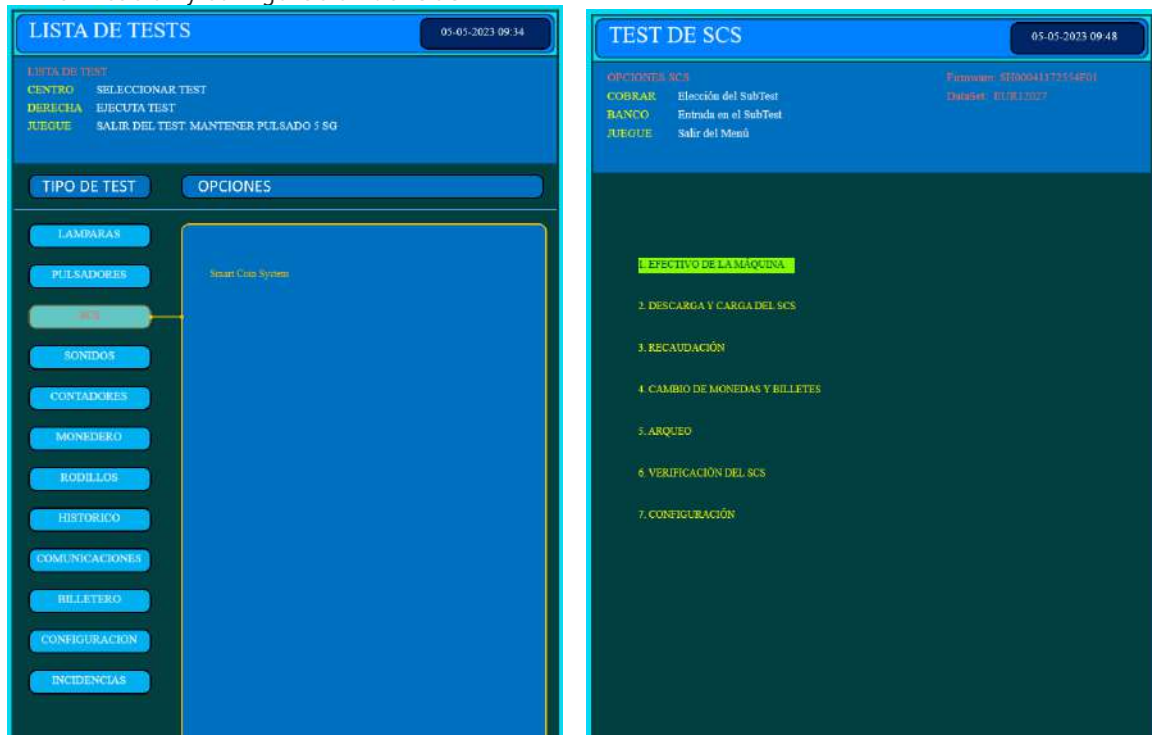 LISTA DE TESTS
05-05-2023 09:34
LISTA DE TEST
CENTRO SELECCIONAR TEST
DERECHA EJECUTA TEST
JUEGUE SALIR DEL TEST: MANTENER PULSADO 5 SG
TIPO DE TEST
OPCIONES
LAMPARAS
PULSADORES
SCS
SONIDOS
CONTADORES
MONEDERO
RODILLOS
HISTORICO
COMUNICACIONES
BILLETERO
CONFIGURACION
INCIDENCIAS
Smart Coin System
TEST DE SCS
05-05-2023 09:48
OPCIONES SCS
COBRAR Elección del SubTest
BANCO Entrada en el SubTest
JUEGUE Salir del Menú
Firmware: SH00041172554F01
DataSet: EUR12027
1. EFECTIVO DE LA MÁQUINA
2. DESCARGA Y CARGA DEL SCS
3. RECAUDACIÓN
4. CAMBIO DE MONEDAS Y BILLETES
5. ARQUEO
6. VERIFICACIÓN DEL SCS
7. CONFIGURACIÓN